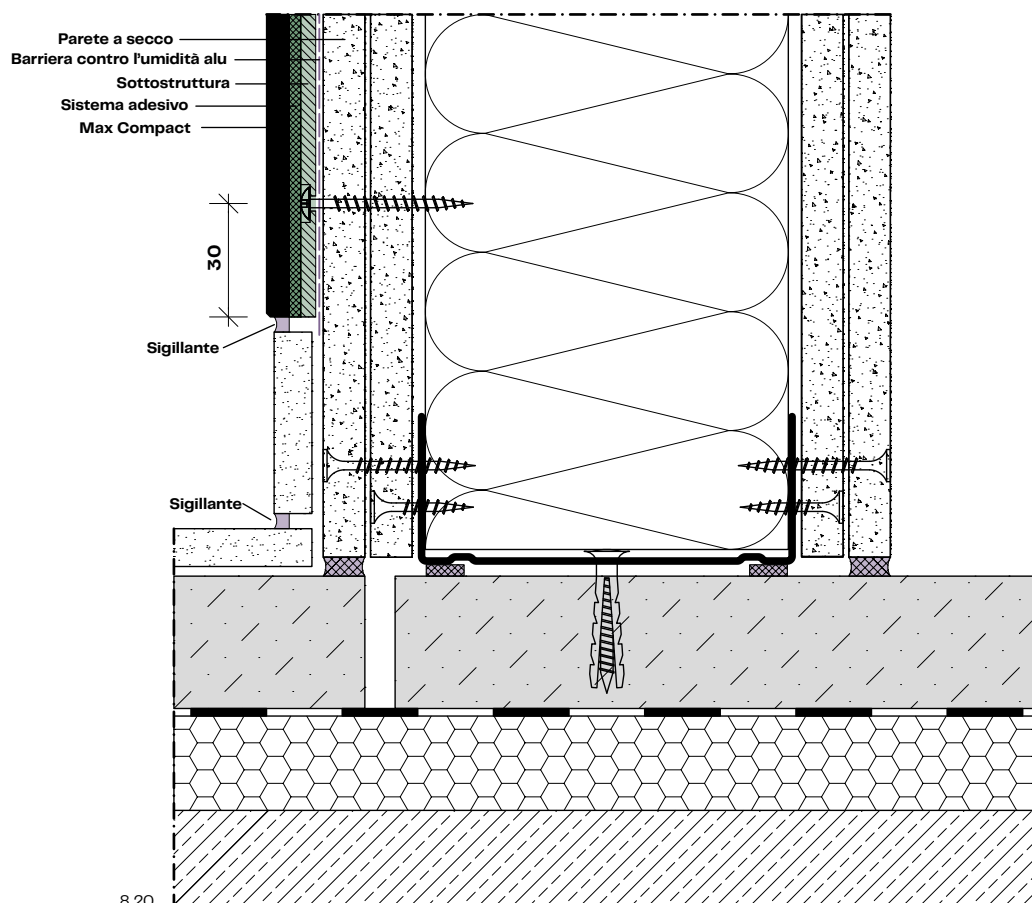 Parete a secco
Barriera contro l'umidità alu
Sottostruttura
Sistema adesivo
Max Compact
30
Sigillante
Sigillante
8.20